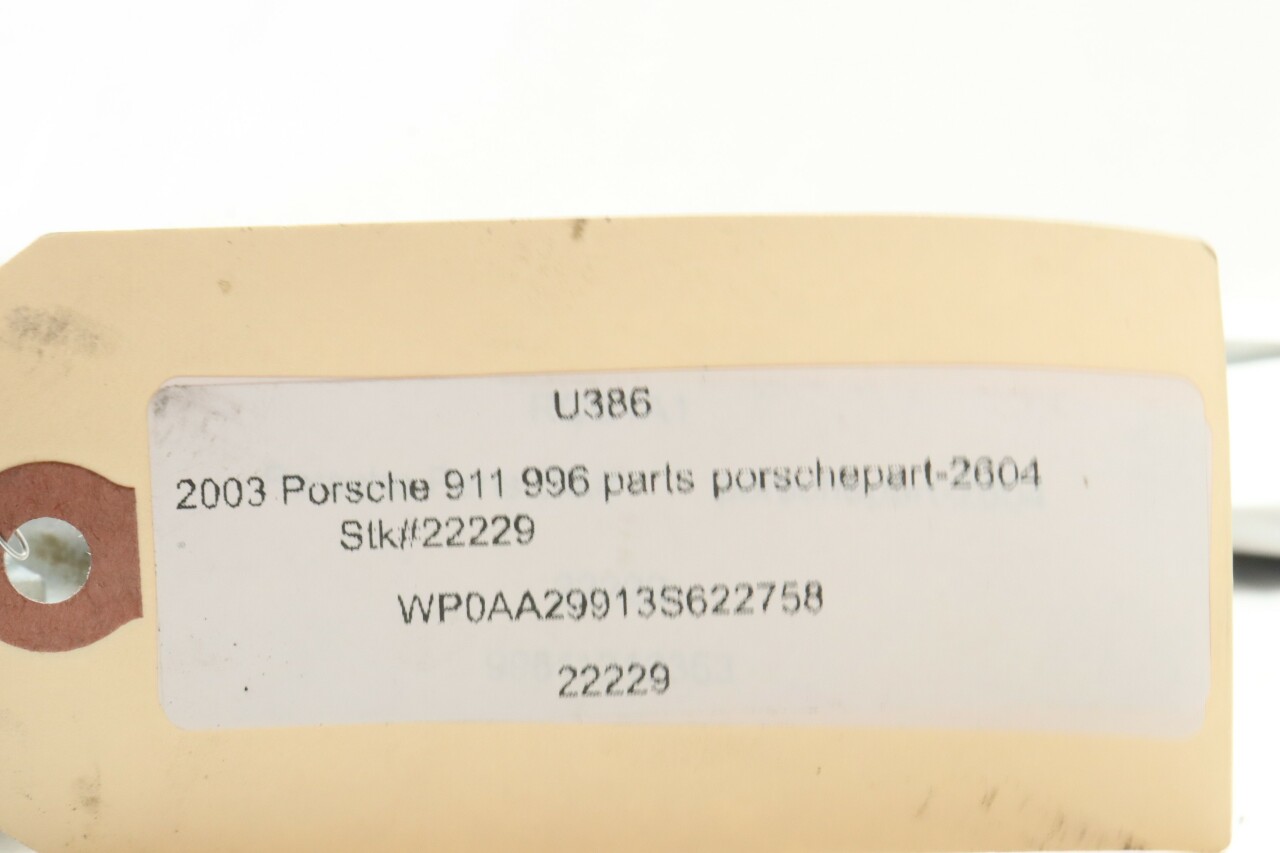 U386
2003 Porsche 911 996 parts porschepart-2604
Stk#22229
WP0AA29913S622758
22229